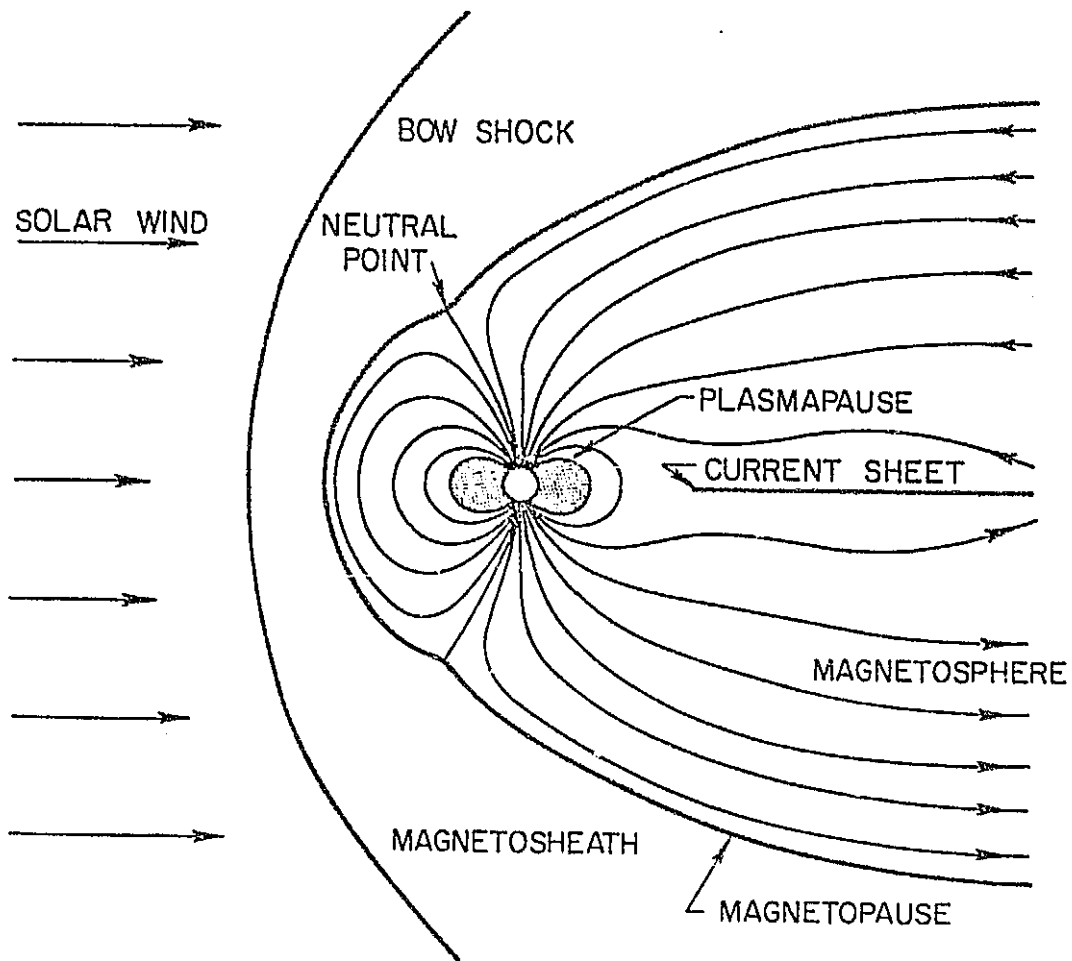 BOW SHOCK
SOLAR WIND
NEUTRAL
POINT
PLASMAPAUSE
CURRENT SHEET
MAGNETOSPHERE
MAGNETOSHEATH
MAGNETOPAUSE